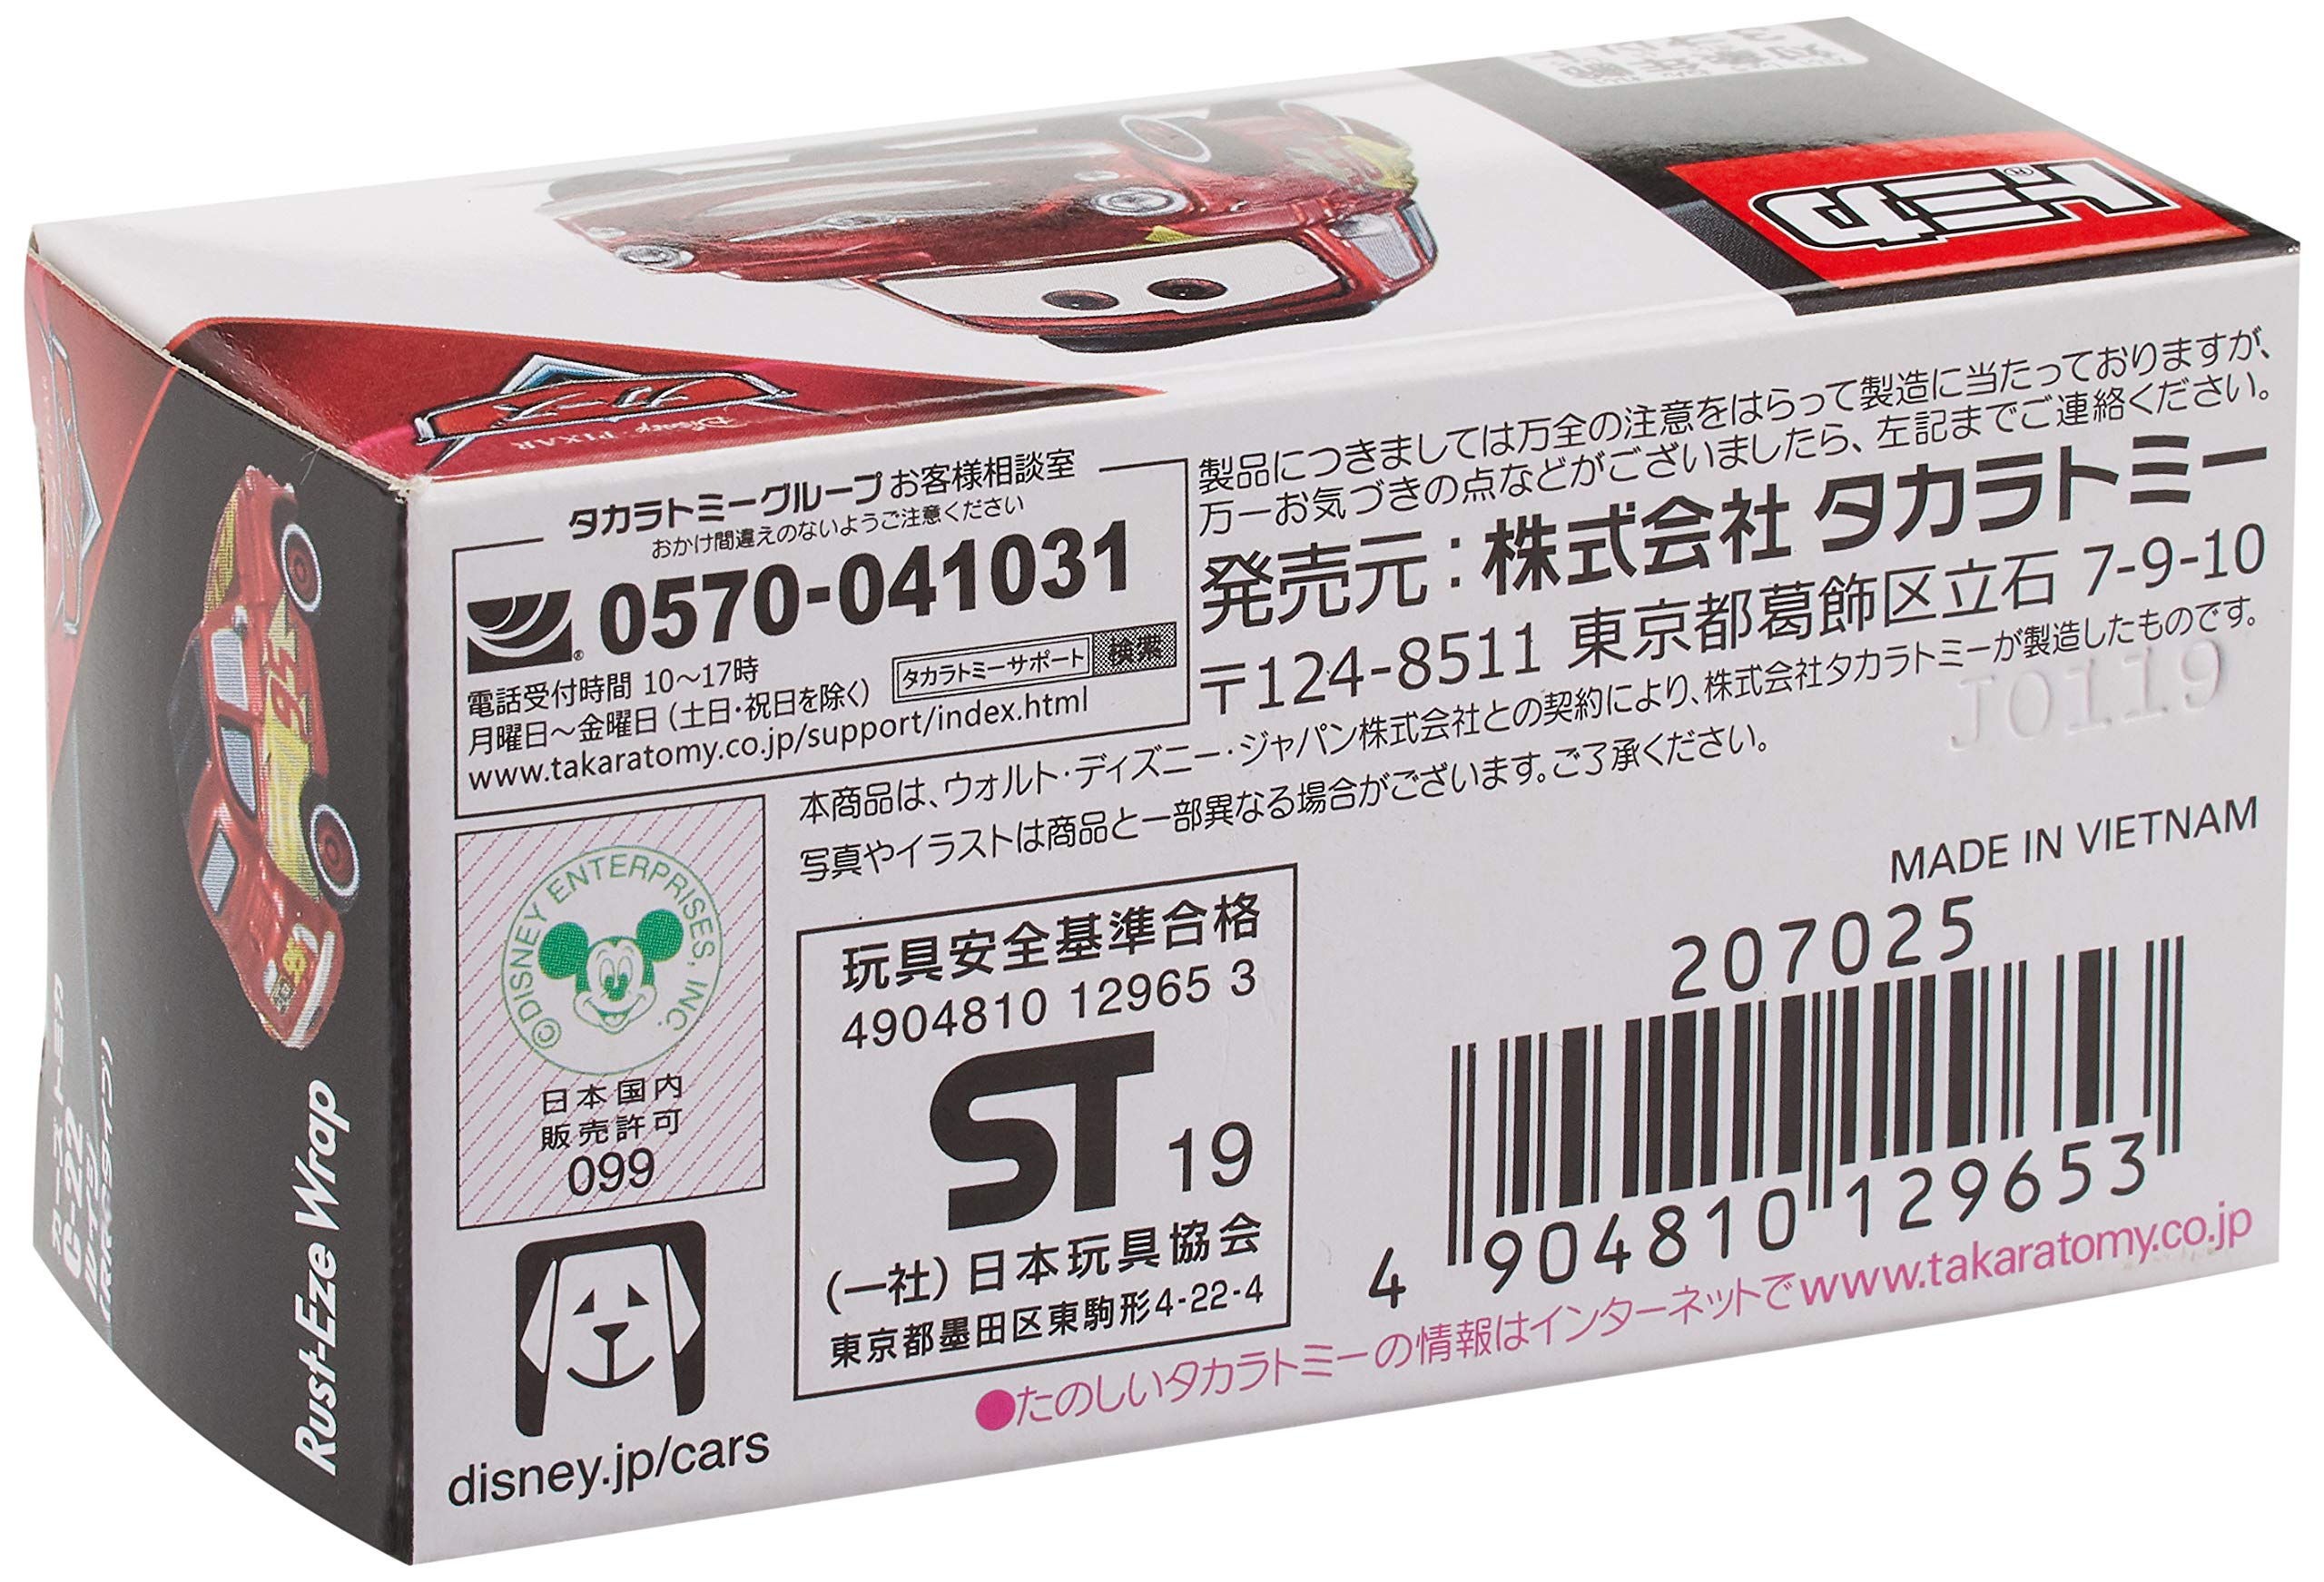 トミカ®
カーズ
Disney・PIXAR
C-22
Rust-Eze Wrap
タカラトミーグループ お客様相談室
おかけ間違えのないようご注意ください
0570-041031
電話受付時間 10～17時
月曜日～金曜日（土日・祝日を除く）
タカラトミーサポート 検索
www.takaratomy.co.jp/support/index.html
製品につきましては万全の注意をはらって製造に当たっておりますが、
万一お気づきの点などがございましたら、左記までご連絡ください。
発売元：株式会社 タカラトミー
〒124-8511 東京都葛飾区立石 7-9-10
本商品は、ウォルト・ディズニー・ジャパン株式会社との契約により、株式会社タカラトミーが製造したものです。
写真やイラストは商品と一部異なる場合がございます。ご了承ください。
J0119
MADE IN VIETNAM
©DISNEY ENTERPRISES, INC.
日本国内
販売許可
099
disney.jp/cars
玩具安全基準合格
4904810 12965 3
ST 19
（一社）日本玩具協会
東京都墨田区東駒形4-22-4
207025
4 904810 129653
●たのしいタカラトミーの情報はインターネットでwww.takaratomy.co.jp